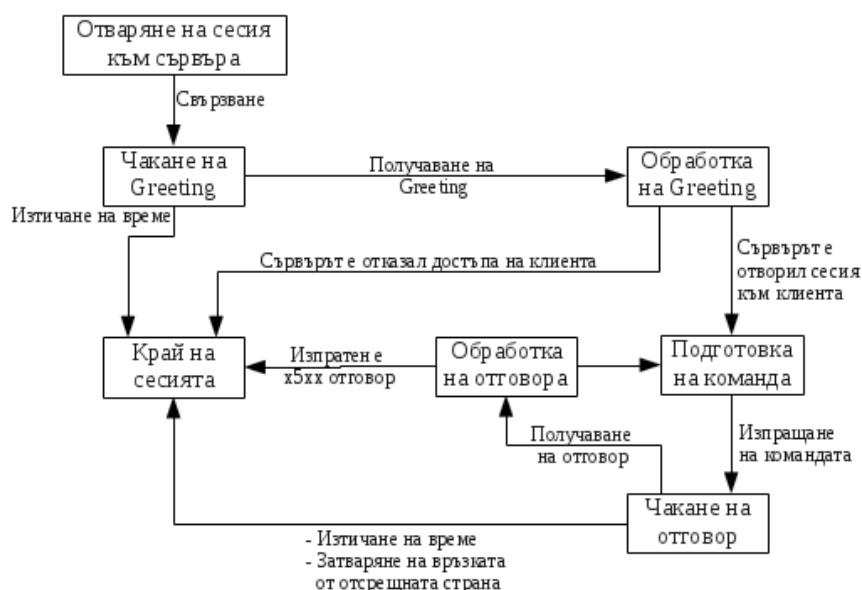 Отваряне на сесия
към сървъра
Свързване
Чакане на
Greeting
Получаване на
Greeting
Обработка
на Greeting
Изтичане на време
Сървърът е отказал достъпа на клиента
Сървърът е
отворил сесия
към клиента
Край на
сесията
Изпратен е
x5xx отговор
Обработка
на отговора
Подготовка
на команда
Получаване
на отговор
Изпращане
на командата
Чакане на
отговор
- Изтичане на време
- Затваряне на връзката
от отсрещната страна